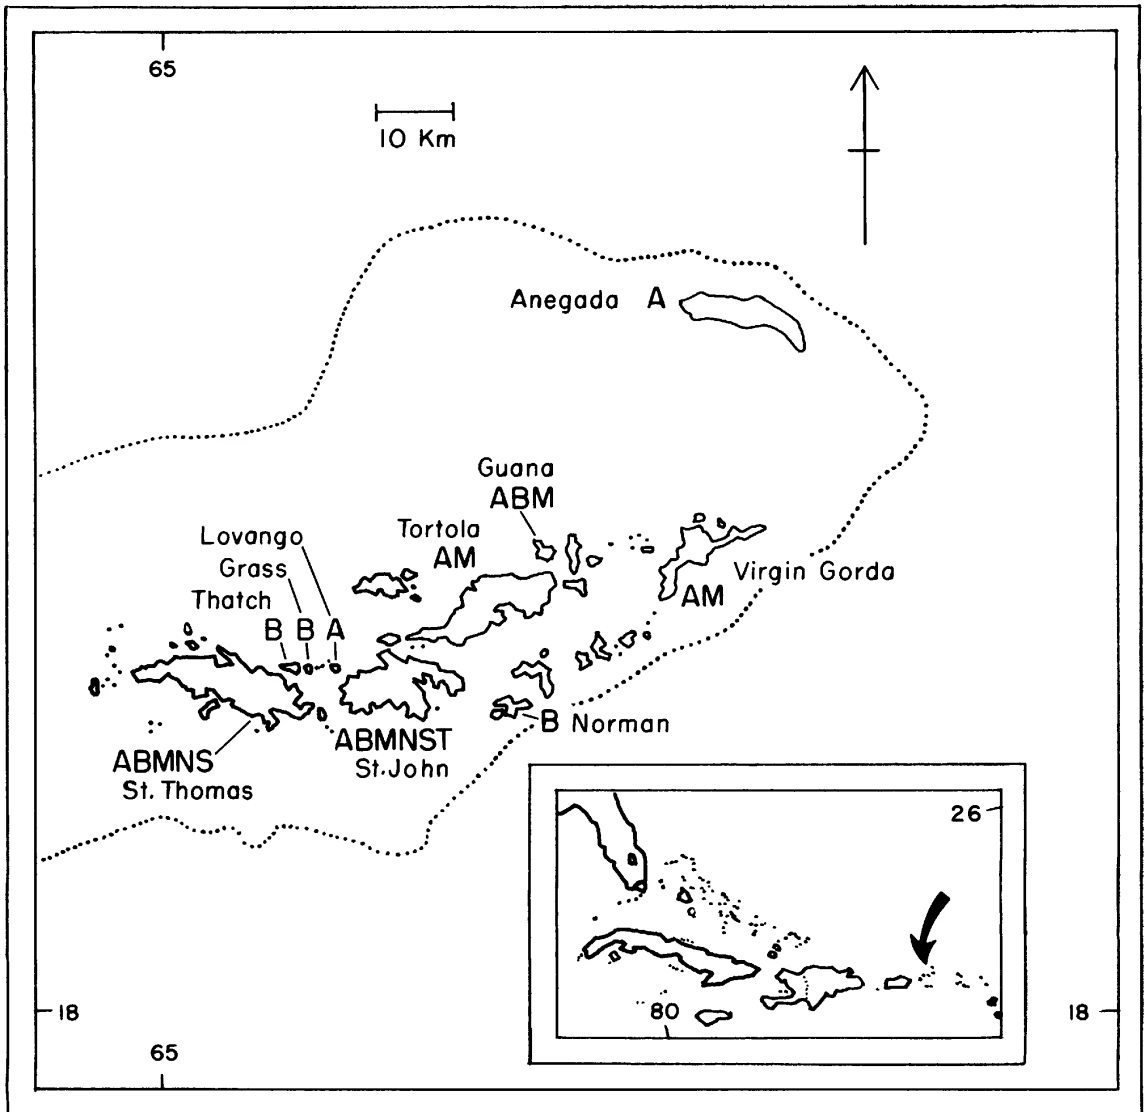 65
10 Km
Anegada A
Guana
ABM
Tortola
AM
Lovango
Grass
Thatch
B B A
Virgin Gorda
AM
B Norman
ABMNST
St. John
ABMNS
St. Thomas
26
80
18
18
65